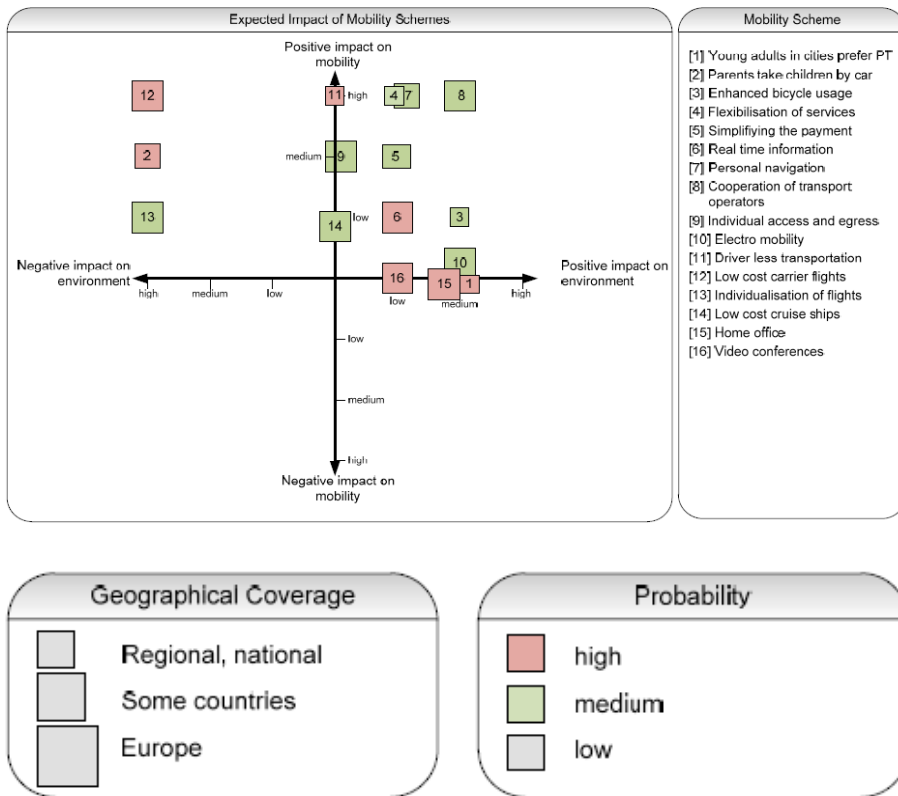 Expected Impact of Mobility Schemes
Positive impact on
mobility
12
11
high
4
7
8
2
medium
9
5
13
14
low
6
3
10
Negative impact on
environment
Positive impact on
environment
16
15
1
high
medium
low
low
medium
high
low
medium
high
Negative impact on
mobility
Mobility Scheme
[1] Young adults in cities prefer PT
[2] Parents take children by car
[3] Enhanced bicycle usage
[4] Flexibilisation of services
[5] Simplifiying the payment
[6] Real time information
[7] Personal navigation
[8] Cooperation of transport
operators
[9] Individual access and egress
[10] Electro mobility
[11] Driver less transportation
[12] Low cost carrier flights
[13] Individualisation of flights
[14] Low cost cruise ships
[15] Home office
[16] Video conferences
Geographical Coverage
Regional, national
Some countries
Europe
Probability
high
medium
low